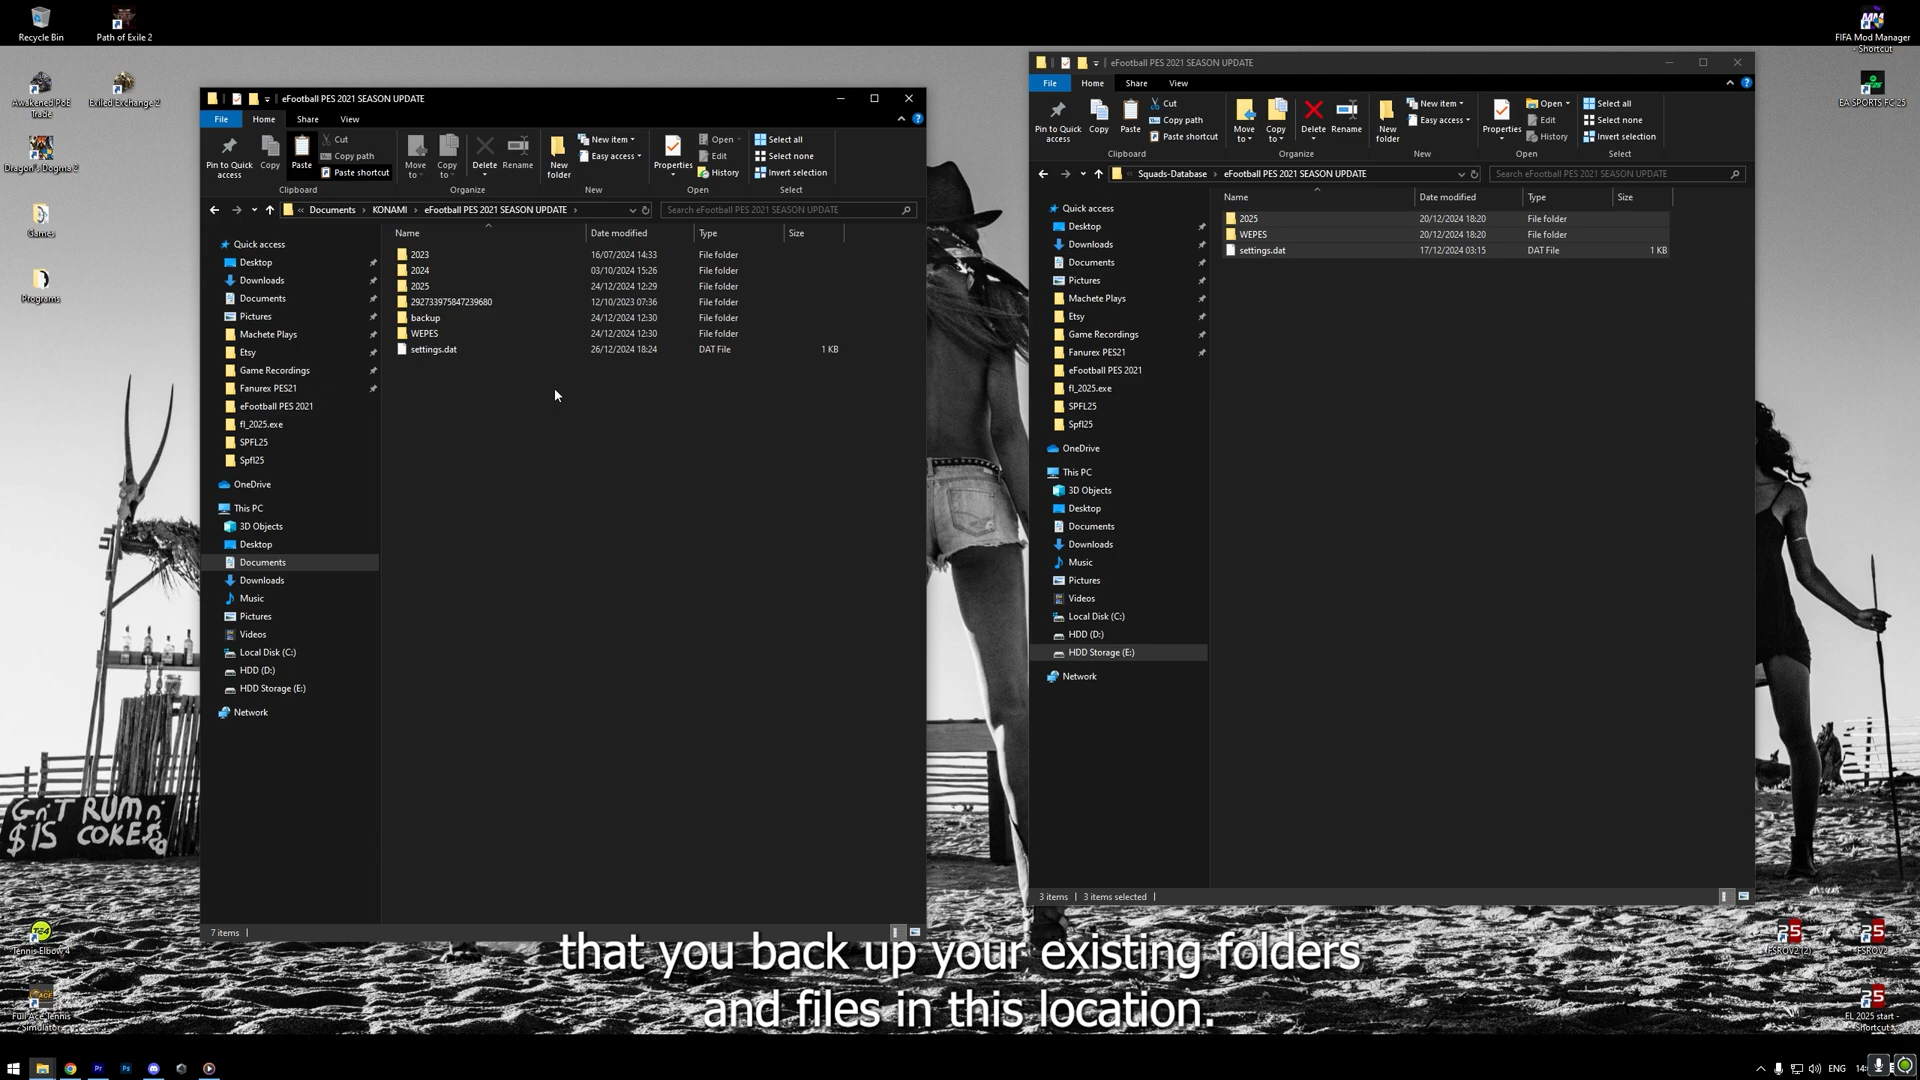 Recycle Bin
Path of Exile 2
Awakened PoE Trade
Exiled Exchange 2
Dragon's Dogma 2
Games
Programs
Tennis Elbow 4
Full Ace Tennis Simulator
FIFA Mod Manager - Shortcut
EA SPORTS FC 25
FL 2025 start - Shortcut
eFootball PES 2021 SEASON UPDATE
File Home Share View
Pin to Quick access
Copy
Paste
Cut
Copy path
Paste shortcut
Move to
Copy to
Delete
Rename
New folder
New item
Easy access
Properties
Open
Edit
History
Select all
Select none
Invert selection
Clipboard Organize New Open Select
« Documents > KONAMI > eFootball PES 2021 SEASON UPDATE >
Search eFootball PES 2021 SEASON UPDATE
Name Date modified Type Size
2023 16/07/2024 14:33 File folder
2024 03/10/2024 15:26 File folder
2025 24/12/2024 12:29 File folder
292733975847239680 12/10/2023 07:36 File folder
backup 24/12/2024 12:30 File folder
WEPES 24/12/2024 12:30 File folder
settings.dat 26/12/2024 18:24 DAT File 1 KB
Quick access
Desktop
Downloads
Documents
Pictures
Machete Plays
Etsy
Game Recordings
Fanurex PES21
eFootball PES 2021
fl_2025.exe
SPFL25
Spfl25
OneDrive
This PC
3D Objects
Desktop
Documents
Downloads
Music
Pictures
Videos
Local Disk (C:)
HDD (D:)
HDD Storage (E:)
Network
7 items
eFootball PES 2021 SEASON UPDATE
File Home Share View
Pin to Quick access
Copy
Paste
Cut
Copy path
Paste shortcut
Move to
Copy to
Delete
Rename
New folder
New item
Easy access
Properties
Open
Edit
History
Select all
Select none
Invert selection
Clipboard Organize New Open Select
« Squads-Database > eFootball PES 2021 SEASON UPDATE
Search eFootball PES 2021 SEASON UPDATE
Name Date modified Type Size
2025 20/12/2024 18:20 File folder
WEPES 20/12/2024 18:20 File folder
settings.dat 17/12/2024 03:15 DAT File 1 KB
Quick access
Desktop
Downloads
Documents
Pictures
Machete Plays
Etsy
Game Recordings
Fanurex PES21
eFootball PES 2021
fl_2025.exe
SPFL25
Spfl25
OneDrive
This PC
3D Objects
Desktop
Documents
Downloads
Music
Pictures
Videos
Local Disk (C:)
HDD (D:)
HDD Storage (E:)
Network
3 items 3 items selected
that you back up your existing folders
and files in this location.
ENG